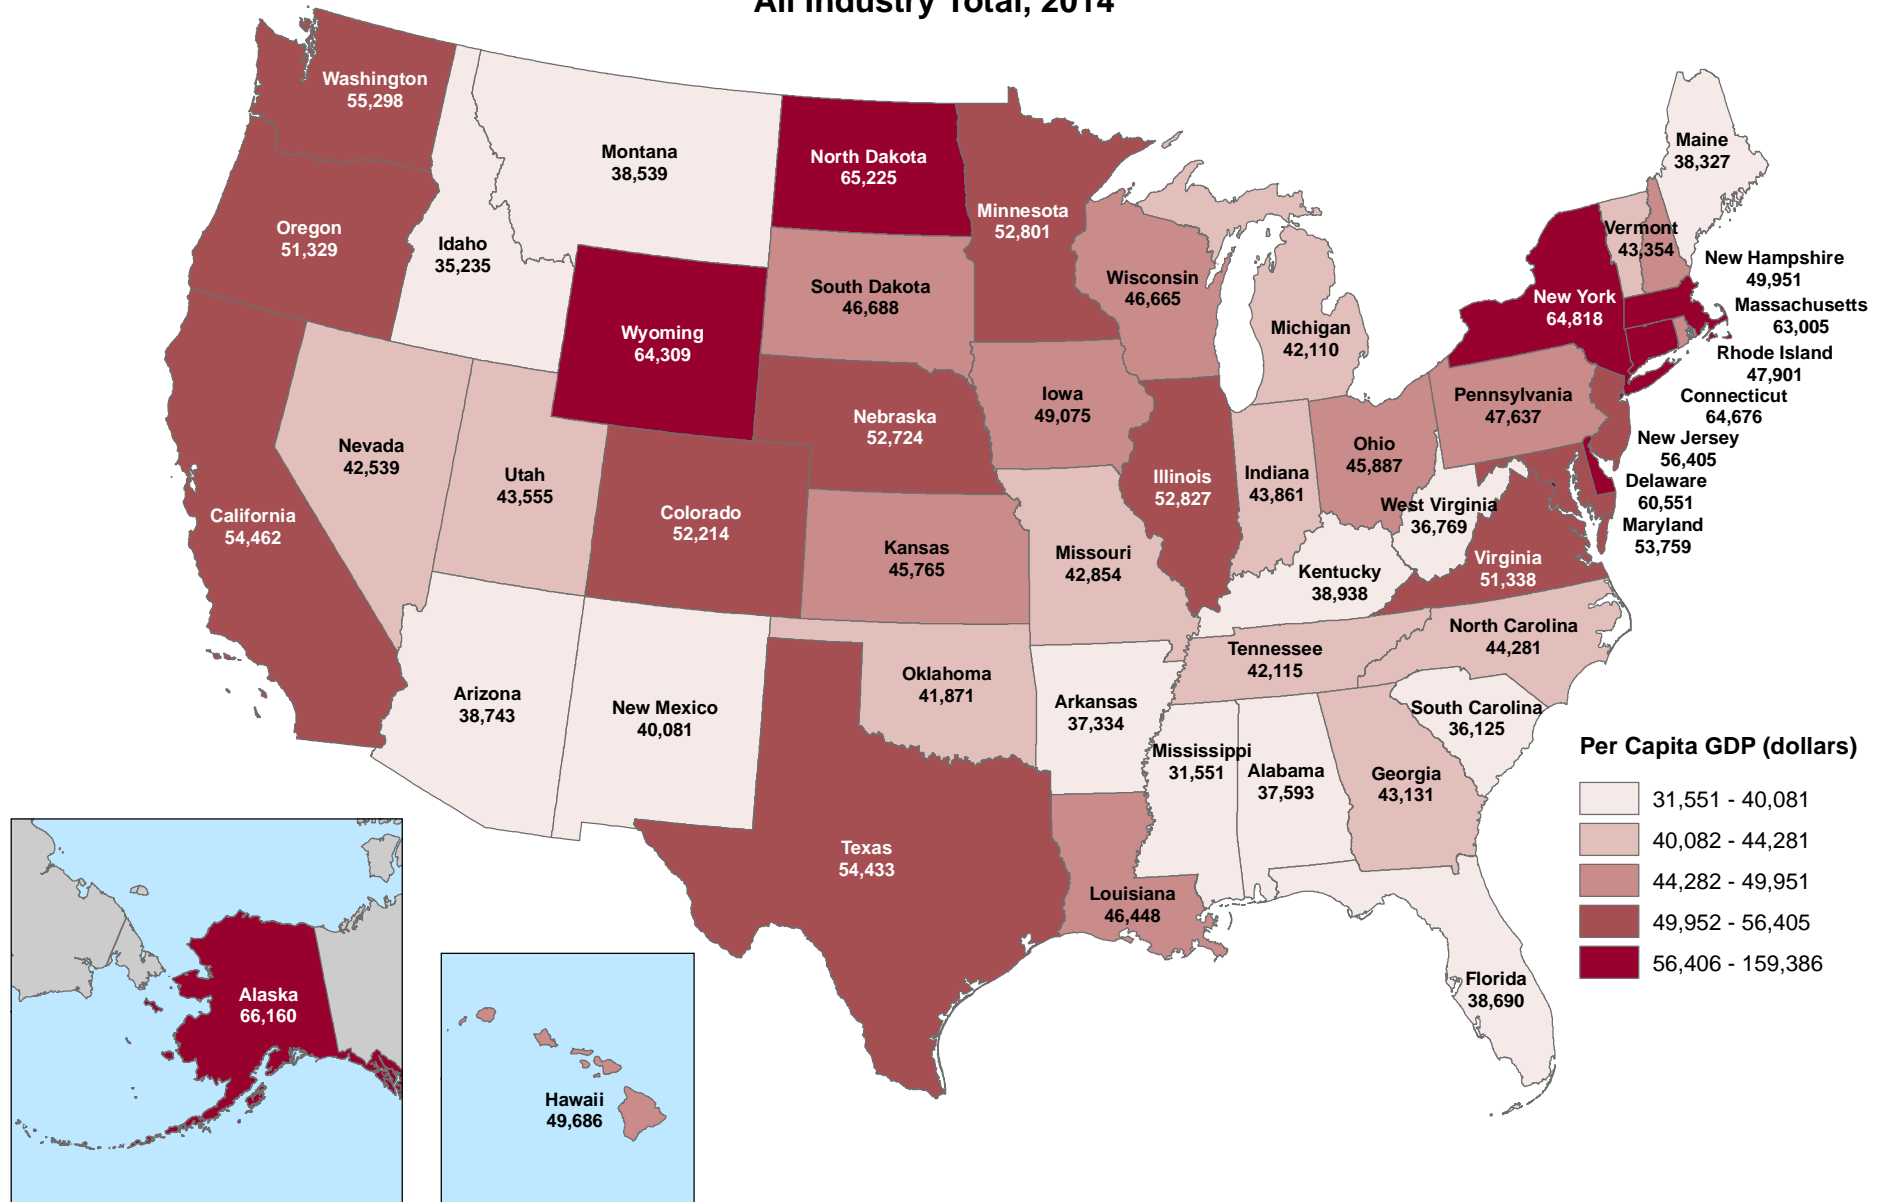 All Industry Total, 2014
Washington
55,298
Oregon
51,329
California
54,462
Idaho
35,235
Nevada
42,539
Montana
38,539
Wyoming
64,309
Utah
43,555
Colorado
52,214
Arizona
38,743
New Mexico
40,081
North Dakota
65,225
South Dakota
46,688
Nebraska
52,724
Kansas
45,765
Oklahoma
41,871
Texas
54,433
Minnesota
52,801
Iowa
49,075
Missouri
42,854
Arkansas
37,334
Louisiana
46,448
Wisconsin
46,665
Illinois
52,827
Michigan
42,110
Indiana
43,861
Ohio
45,887
Kentucky
38,938
Tennessee
42,115
Mississippi
31,551
Alabama
37,593
Georgia
43,131
Florida
38,690
South Carolina
36,125
North Carolina
44,281
Virginia
51,338
West Virginia
36,769
Pennsylvania
47,637
New York
64,818
Vermont
43,354
Maine
38,327
New Hampshire
49,951
Massachusetts
63,005
Rhode Island
47,901
Connecticut
64,676
New Jersey
56,405
Delaware
60,551
Maryland
53,759
Alaska
66,160
Hawaii
49,686
Per Capita GDP (dollars)
31,551 - 40,081
40,082 - 44,281
44,282 - 49,951
49,952 - 56,405
56,406 - 159,386